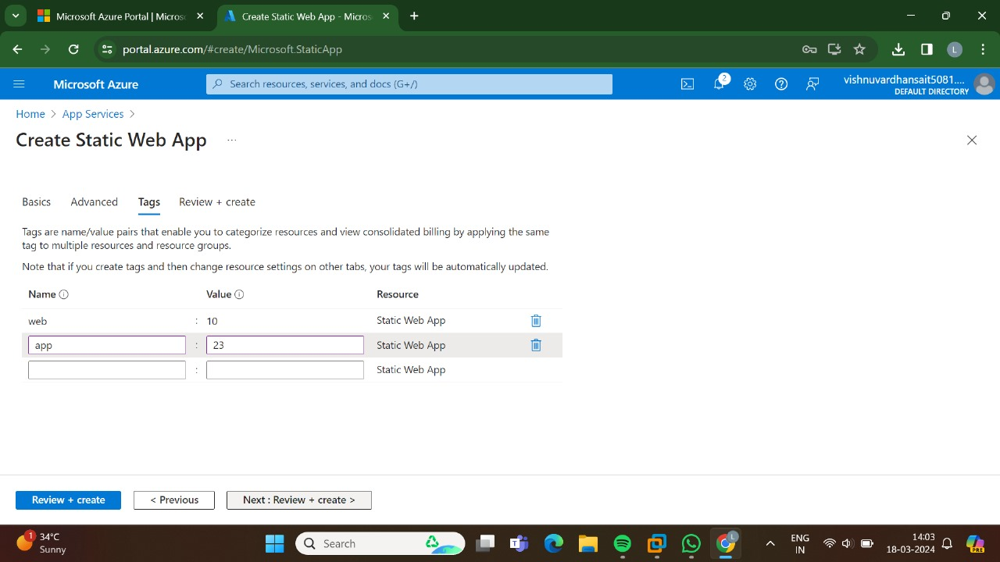 Microsoft Azure Portal | Micros
Create Static Web App - Micros
portal.azure.com/#create/Microsoft.StaticApp
L
Microsoft Azure
Search resources, services, and docs (G+/)
2
vishnuvardhansait5081....
DEFAULT DIRECTORY
Home > App Services >
Create Static Web App ...
Basics Advanced Tags Review + create
Tags are name/value pairs that enable you to categorize resources and view consolidated billing by applying the same
tag to multiple resources and resource groups.
Note that if you create tags and then change resource settings on other tabs, your tags will be automatically updated.
Name Value Resource
web : 10 Static Web App
app : 23 Static Web App
: Static Web App
Review + create < Previous Next : Review + create >
1 34°C
Sunny
Search
L
ENG
IN
14:03
18-03-2024
PRE